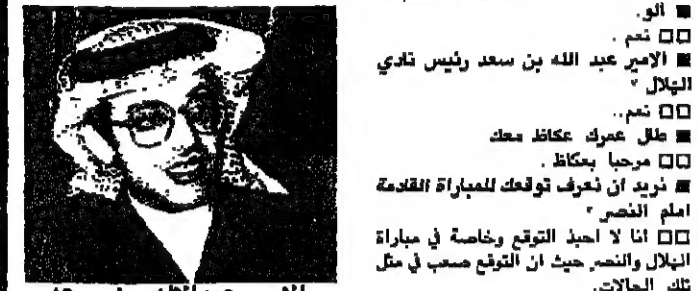 ■ ألو.
□□ نعم.
■ الامير عبد الله بن سعد رئيس نادي
الهلال ؟
□□ نعم..
■ طال عمرك عكاظ معك
□□ مرحبا بعكاظ.
■ نريد ان نعرف توقعك للمباراة القادمة
امام النصر ؟
□□ انا لا احبذ التوقع وخاصة في مباراة
الهلال والنصر حيث ان التوقع صعب في مثل
تلك الحالات.